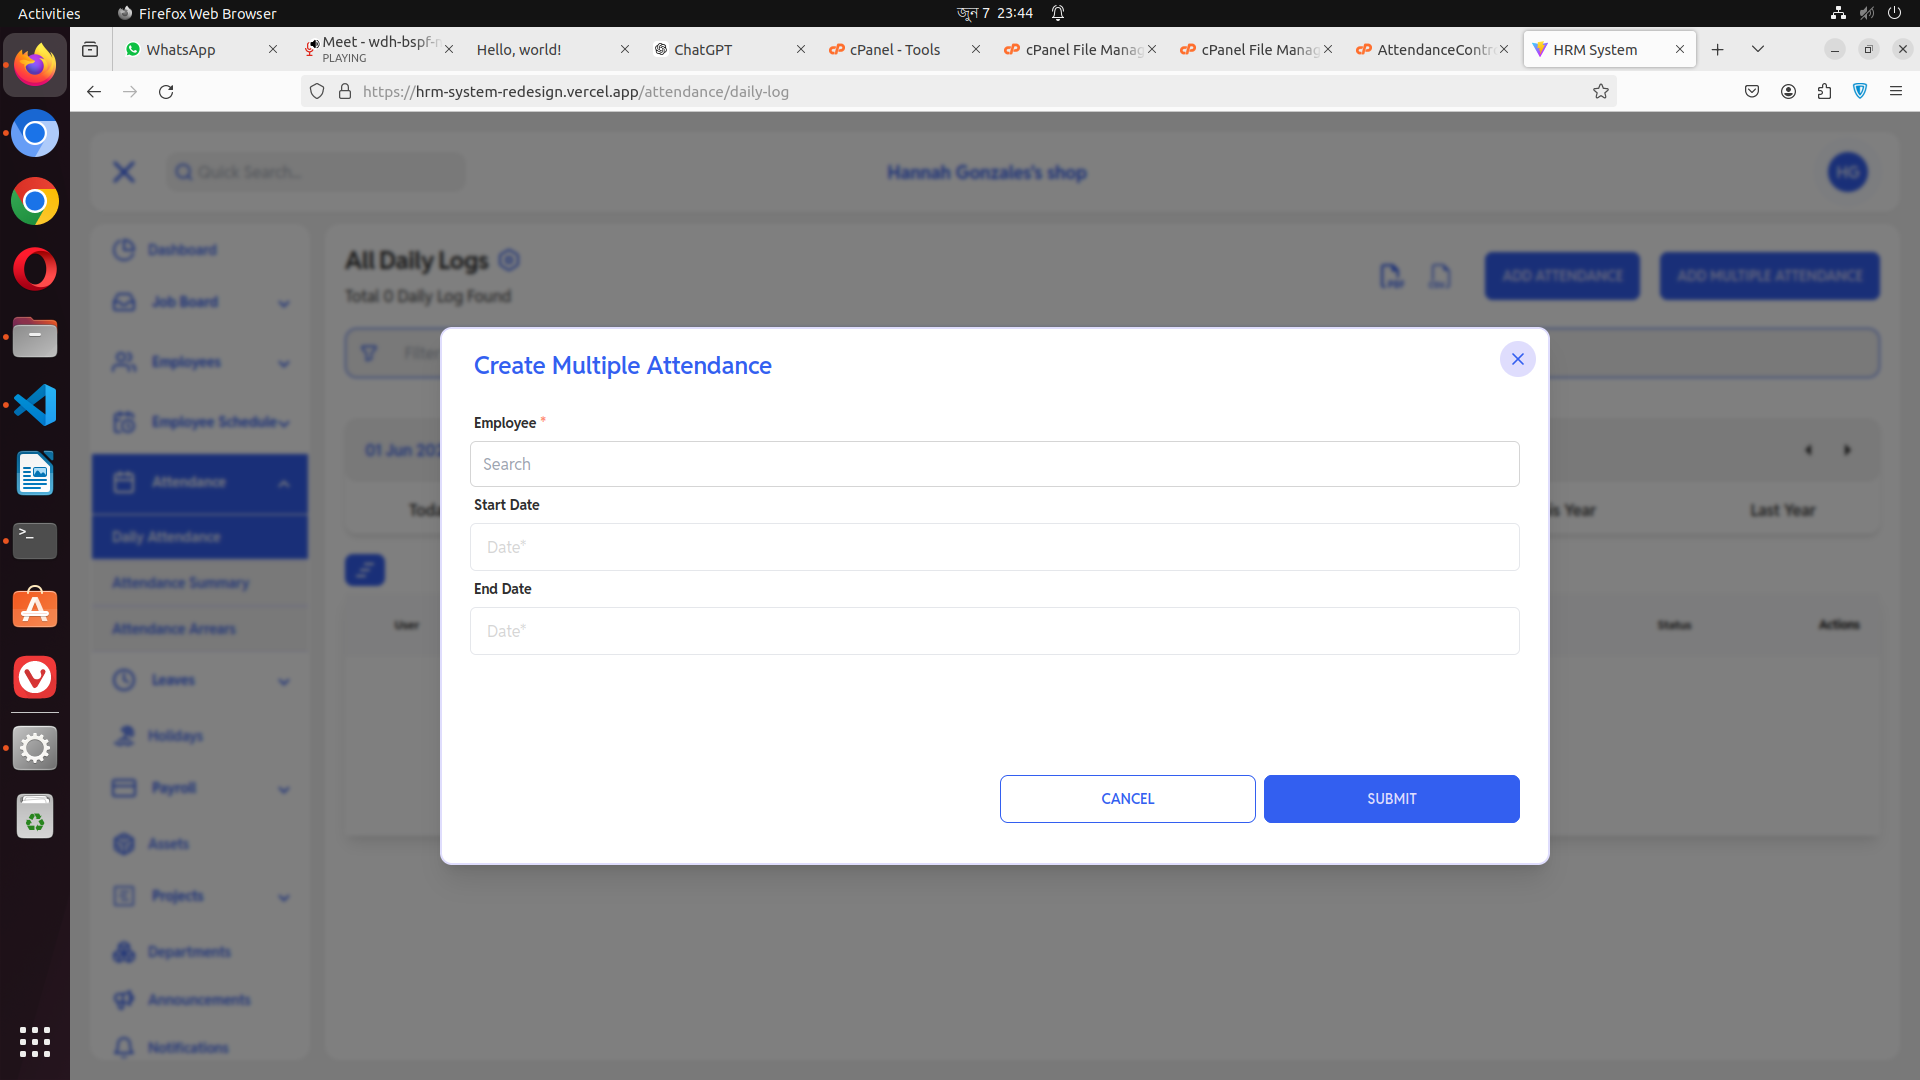 Activities
Firefox Web Browser
जुन 7 23:44
WhatsApp
Meet - wdh-bspf-r
PLAYING
Hello, world!
ChatGPT
cPanel - Tools
cPanel File Manag
cPanel File Manag
AttendanceContr
HRM System
https://hrm-system-redesign.vercel.app/attendance/daily-log
Quick Search...
Hannah Gonzales's shop
HG
Dashboard
Job Board
Employees
Employee Schedule
Attendance
Daily Attendance
Attendance Summary
Attendance Arrears
Leaves
Holidays
Payroll
Assets
Projects
Departments
Announcements
Notifications
All Daily Logs
Total 0 Daily Log Found
ADD ATTENDANCE
ADD MULTIPLE ATTENDANCE
Filter
01 Jun 202
Toda
is Year
Last Year
User
Status
Actions
Create Multiple Attendance
Employee *
Search
Start Date
Date*
End Date
Date*
CANCEL
SUBMIT